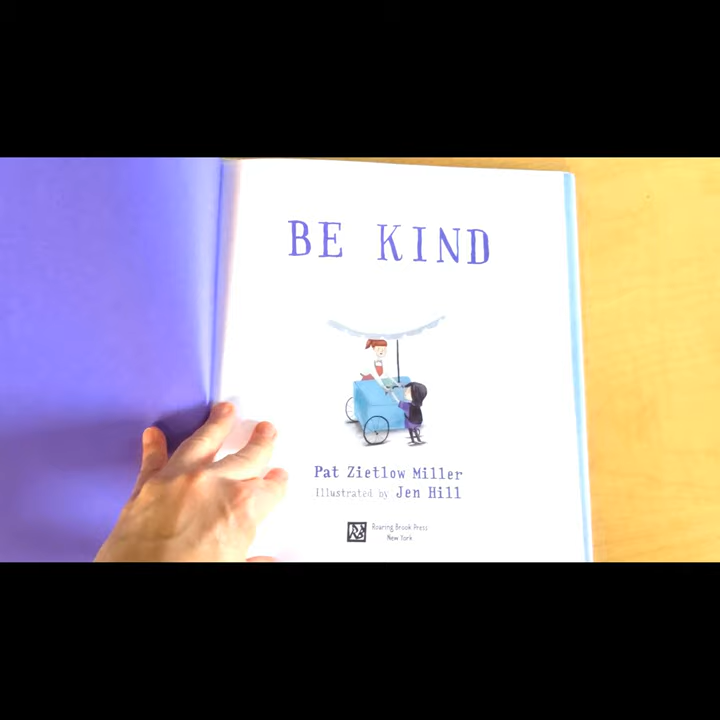 BE KIND
Pat Zietlow Miller
Illustrated by Jen Hill
Roaring Brook Press
New York